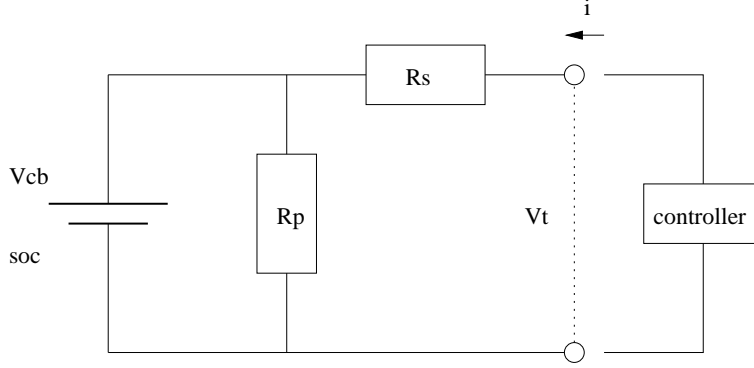 i
Rs
Vcb
Rp
Vt
controller
soc